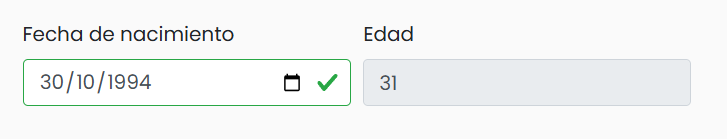 Fecha de nacimiento
Edad
30/10/1994
31